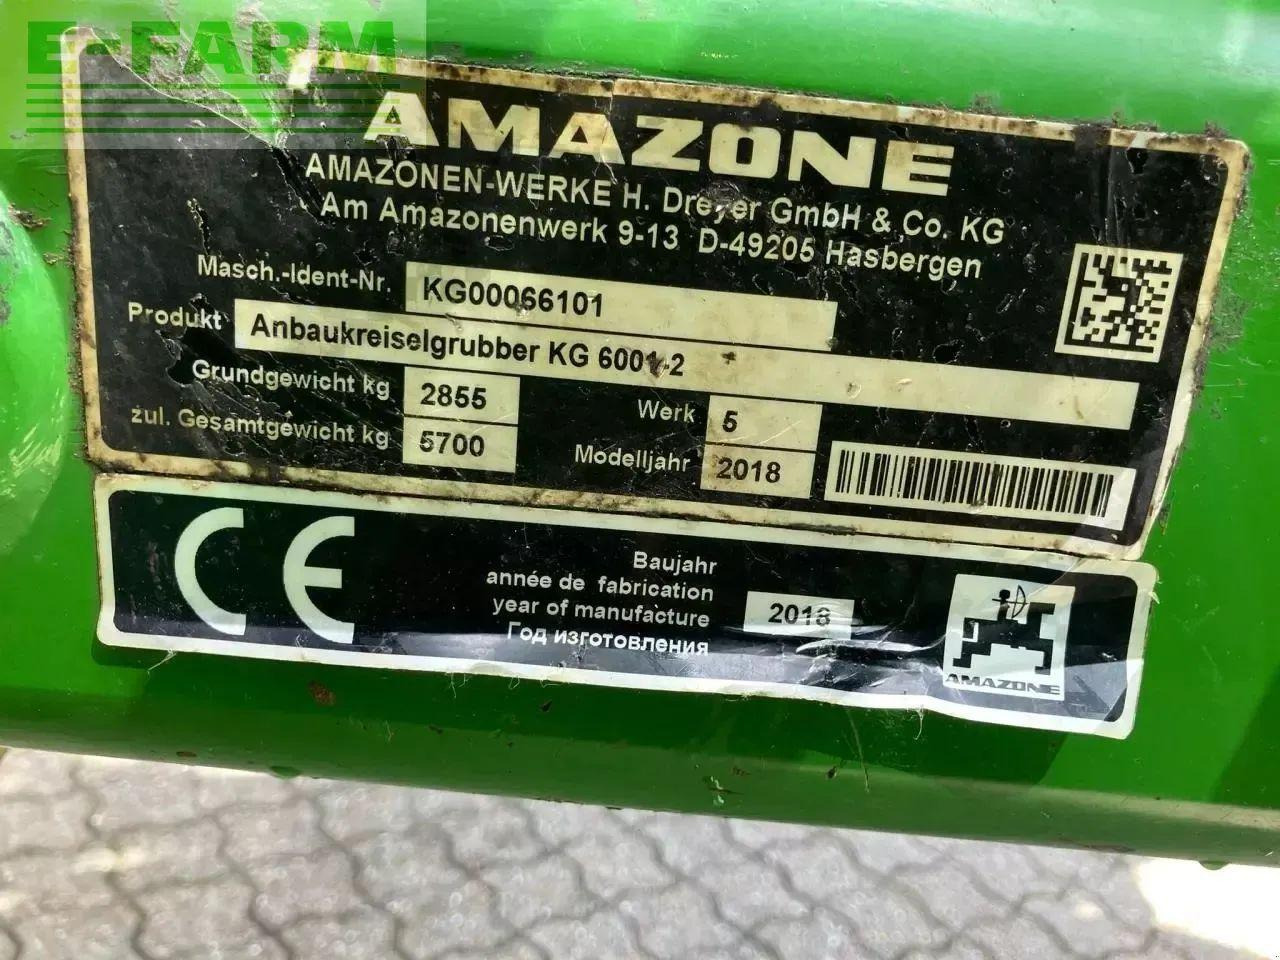 E-FARM
AMAZONE
AMAZONEN-WERKE H. Dreyer GmbH & Co. KG
Am Amazonenwerk 9-13 D-49205 Hasbergen
Masch.-Ident-Nr. KG00066101
Produkt Anbaukreiselgrubber KG 6001-2
Grundgewicht kg 2855 Werk 5
zul. Gesamtgewicht kg 5700 Modelljahr 2018
CE
Baujahr
année de fabrication
year of manufacture 2018
Год изготовления
AMAZONE